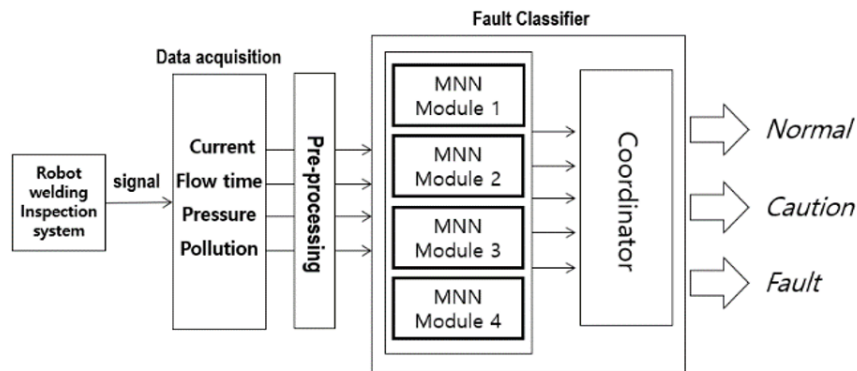 Fault Classifier
Data acquisition
Robot
welding
Inspection
system
signal
Current
Flow time
Pressure
Pollution
Pre-processing
MNN
Module 1
MNN
Module 2
MNN
Module 3
MNN
Module 4
Coordinator
Normal
Caution
Fault